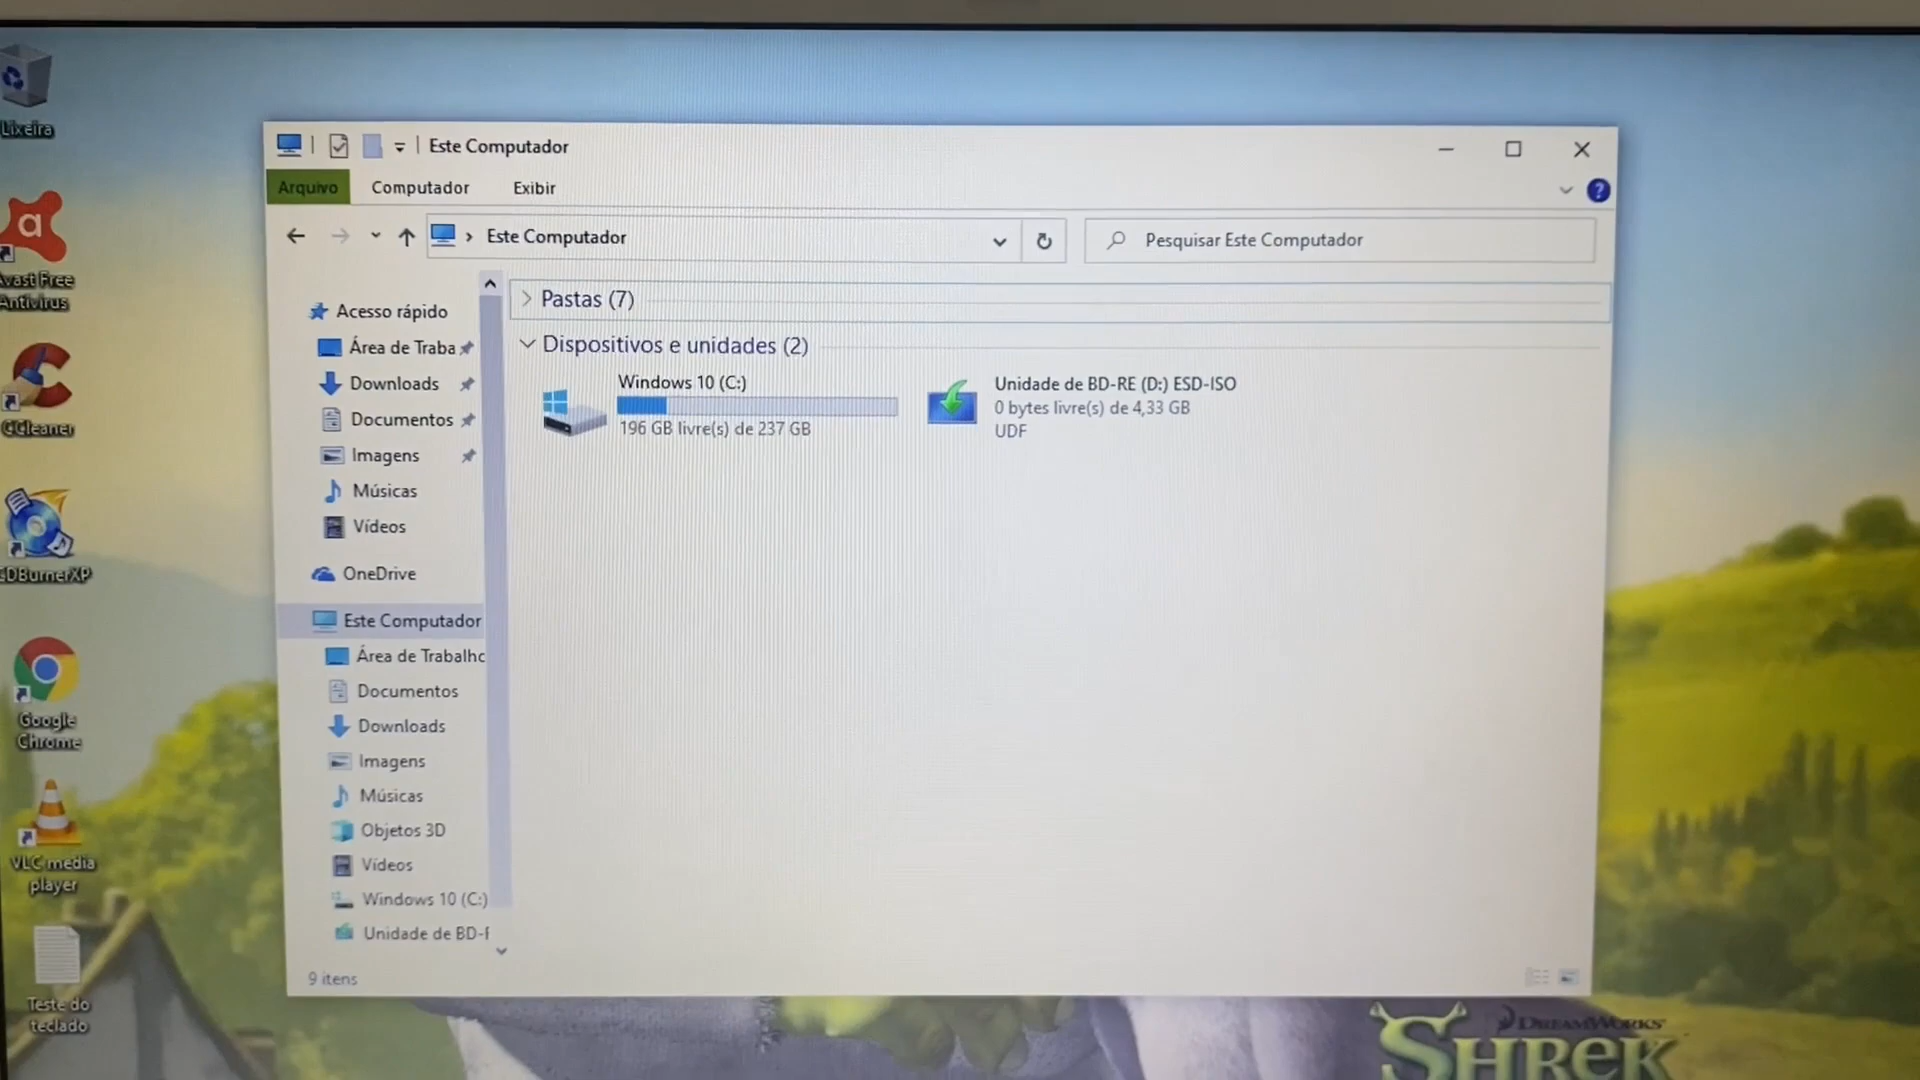 Lixeira
Avast Free
Antivirus
CCleaner
CDBurnerXP
Google
Chrome
VLC media
player
Teste do
teclado
Este Computador
Arquivo
Computador
Exibir
?
Este Computador
Pesquisar Este Computador
Acesso rápido
Área de Traba
Downloads
Documentos
Imagens
Músicas
Vídeos
OneDrive
Este Computador
Área de Trabalho
Documentos
Downloads
Imagens
Músicas
Objetos 3D
Vídeos
Windows 10 (C:)
Unidade de BD-R
9 itens
Pastas (7)
Dispositivos e unidades (2)
Windows 10 (C:)
196 GB livre(s) de 237 GB
Unidade de BD-RE (D:) ESD-ISO
0 bytes livre(s) de 4,33 GB
UDF
DREAMWORKS
SHREK